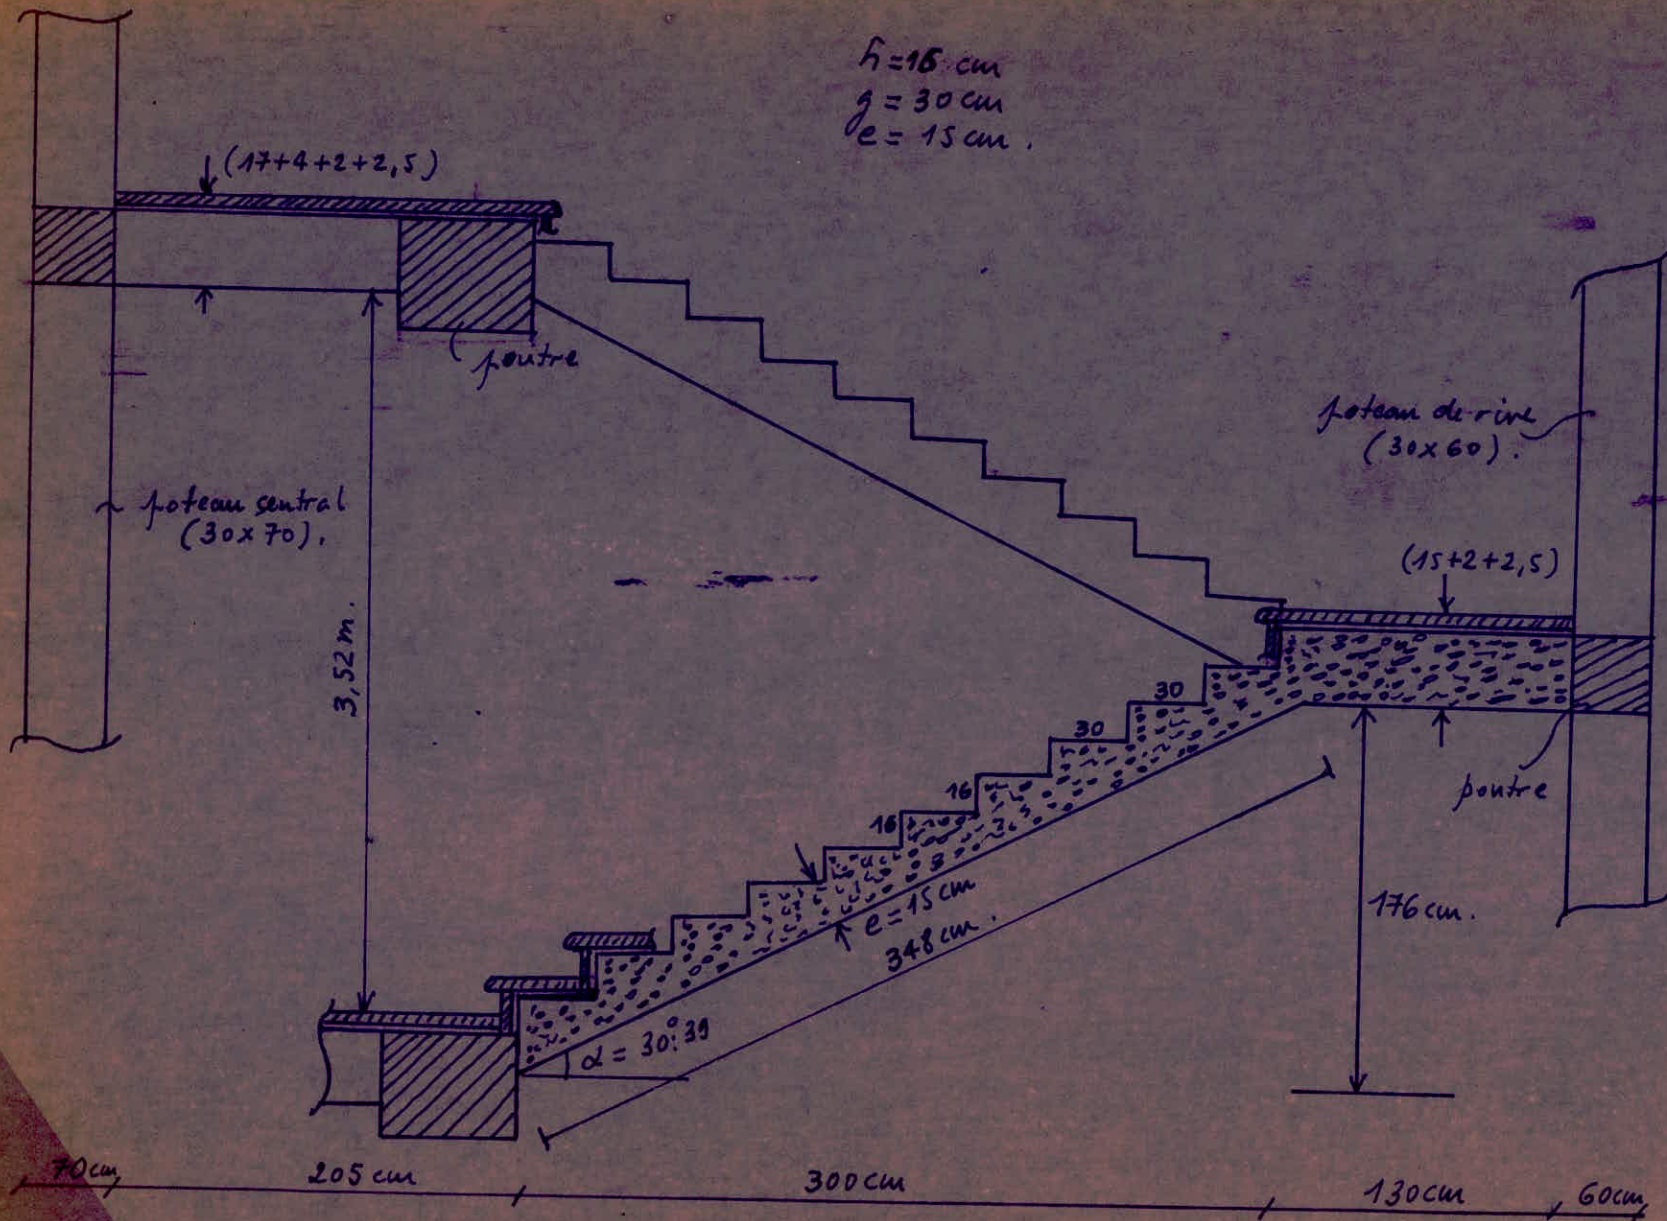 h=16 cm
g = 30 cm
e = 15 cm.
(17+4+2+2,5)
poutre
poteau de rive
(30x60).
poteau sentral
(30x70).
(15+2+2,5)
3,52 m.
30
30
16
16
poutre
e = 15 cm
348 cm.
176 cm.
α = 30°:39
70 cm
205 cm
300 cm
130 cm
60 cm